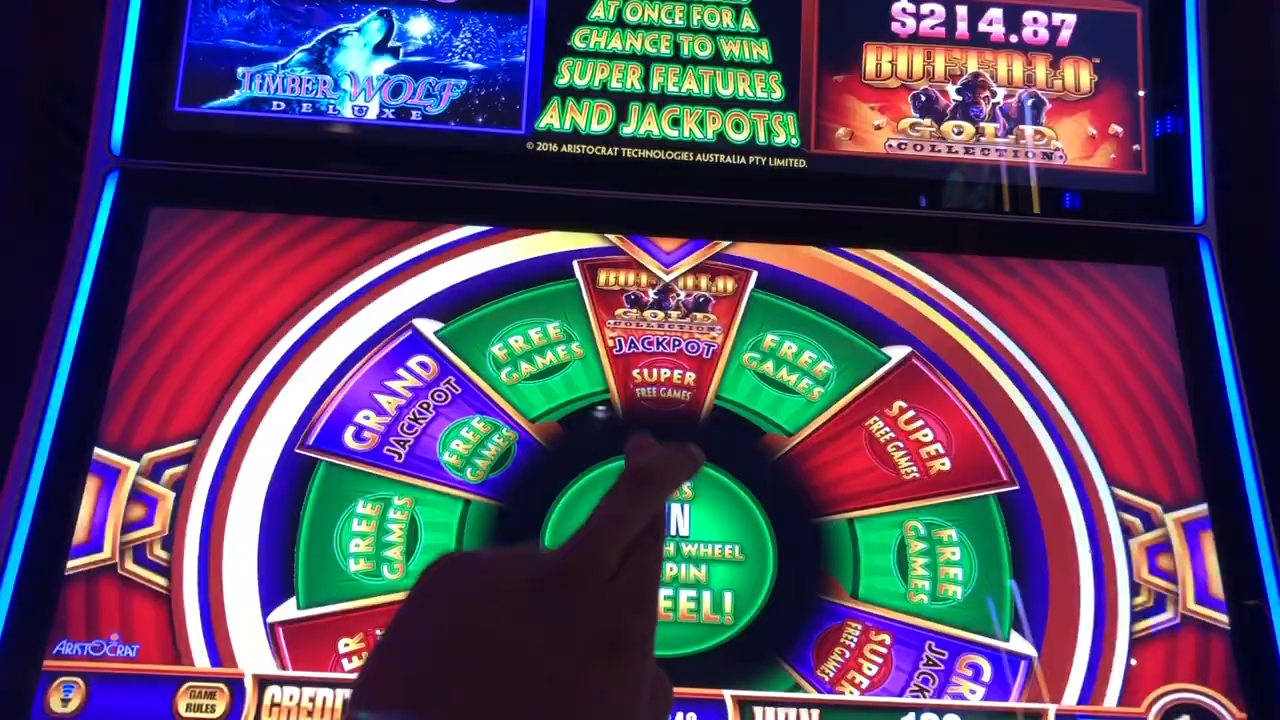 TIMBER WOLF
DELUXE
AT ONCE FOR A
CHANCE TO WIN
SUPER FEATURES
AND JACKPOTS!
© 2016 ARISTOCRAT TECHNOLOGIES AUSTRALIA PTY LIMITED.
$214.87
BUFFALO
GOLD
COLLECTION
BUFFALO
GOLD
COLLECTION
JACKPOT
SUPER
FREE GAMES
FREE
GAMES
FREE
GAMES
GRAND
JACKPOT
FREE
GAMES
SUPER
FREE GAMES
FREE
GAMES
FREE
GAMES
WHEEL
SUPER
FREE GAMES
ARISTOCRAT
GAME
RULES
WIN